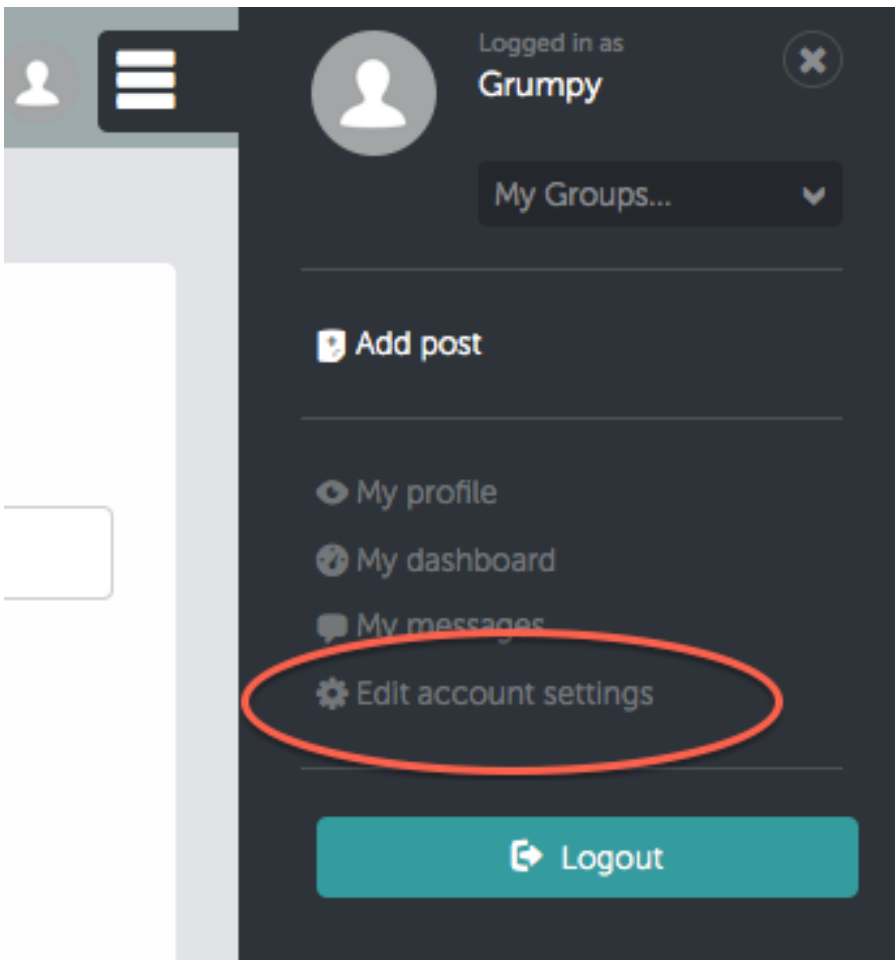 Logged in as
Grumpy
My Groups...
Add post
My profile
My dashboard
My messages
Edit account settings
Logout